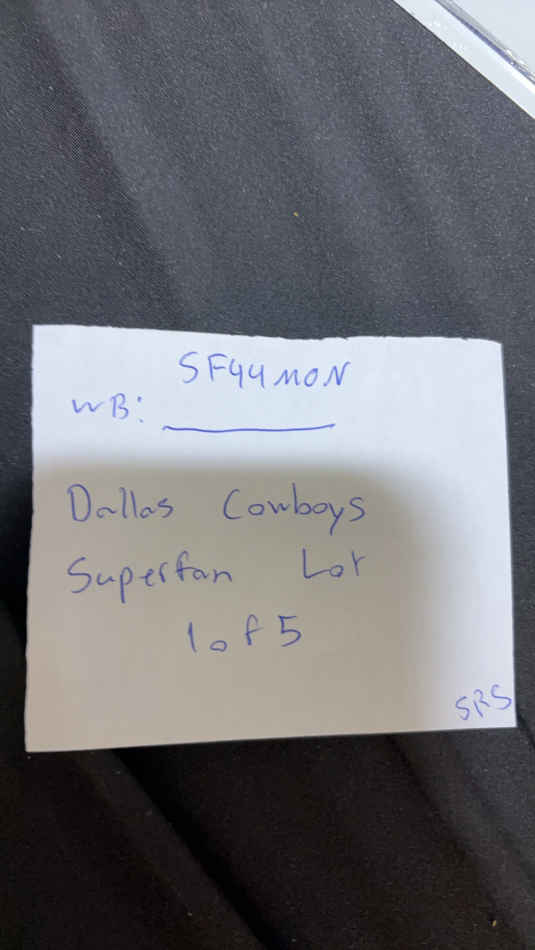 SF44MON
WB:
Dallas Cowboys
Superfan Lot
1 of 5
SRS